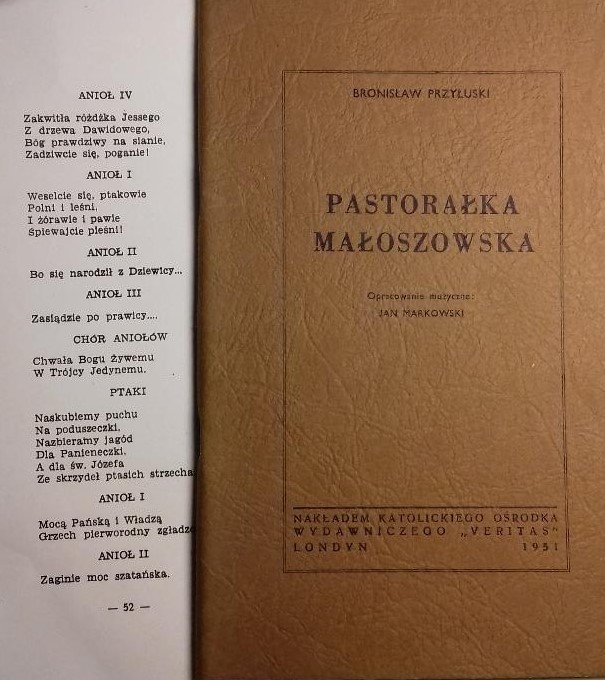 ANIOŁ IV
Zakwitła różdżka Jessego
Z drzewa Dawidowego,
Bóg prawdziwy na sianie,
Zadziwcie się, poganie!
ANIOŁ I
Weselcie się, ptakowie
Polni i leśni,
I żórawie i pawie
Śpiewajcie pieśni!
ANIOŁ II
Bo się narodził z Dziewicy...
ANIOŁ III
Zasiądzie po prawicy....
CHÓR ANIOŁÓW
Chwała Bogu Żywemu
W Trójcy Jedynemu.
PTAKI
Naskubiemy puchu
Na poduszeczki,
Nazbieramy jagód
Dla Panieneczki,
A dla św. Józefa
Ze skrzydeł ptasich strzecha
ANIOŁ I
Mocą Pańską i Władzą
Grzech pierworodny zgładzo
ANIOŁ II
Zaginie moc szatańska.
— 52 —
BRONISŁAW PRZYŁUSKI
PASTORAŁKA
MAŁOSZOWSKA
Opracowanie muzyczne:
JAN MARKOWSKI
NAKŁADEM KATOLICKIEGO OŚRODKA
WYDAWNICZEGO „VERITAS"
LONDYN 1951